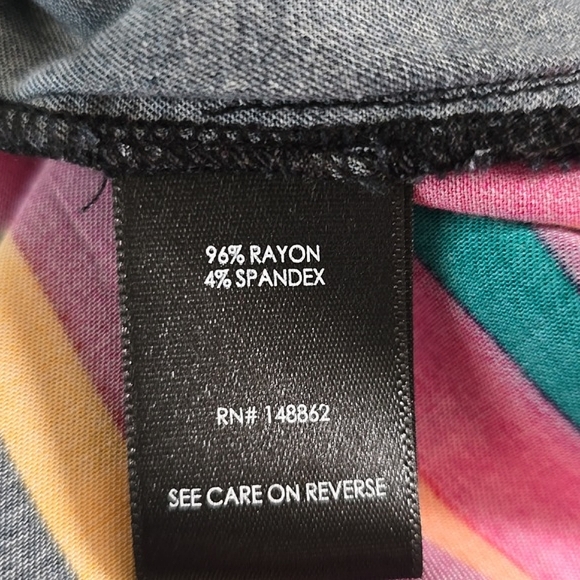 96% RAYON
4% SPANDEX
RN# 148862
SEE CARE ON REVERSE